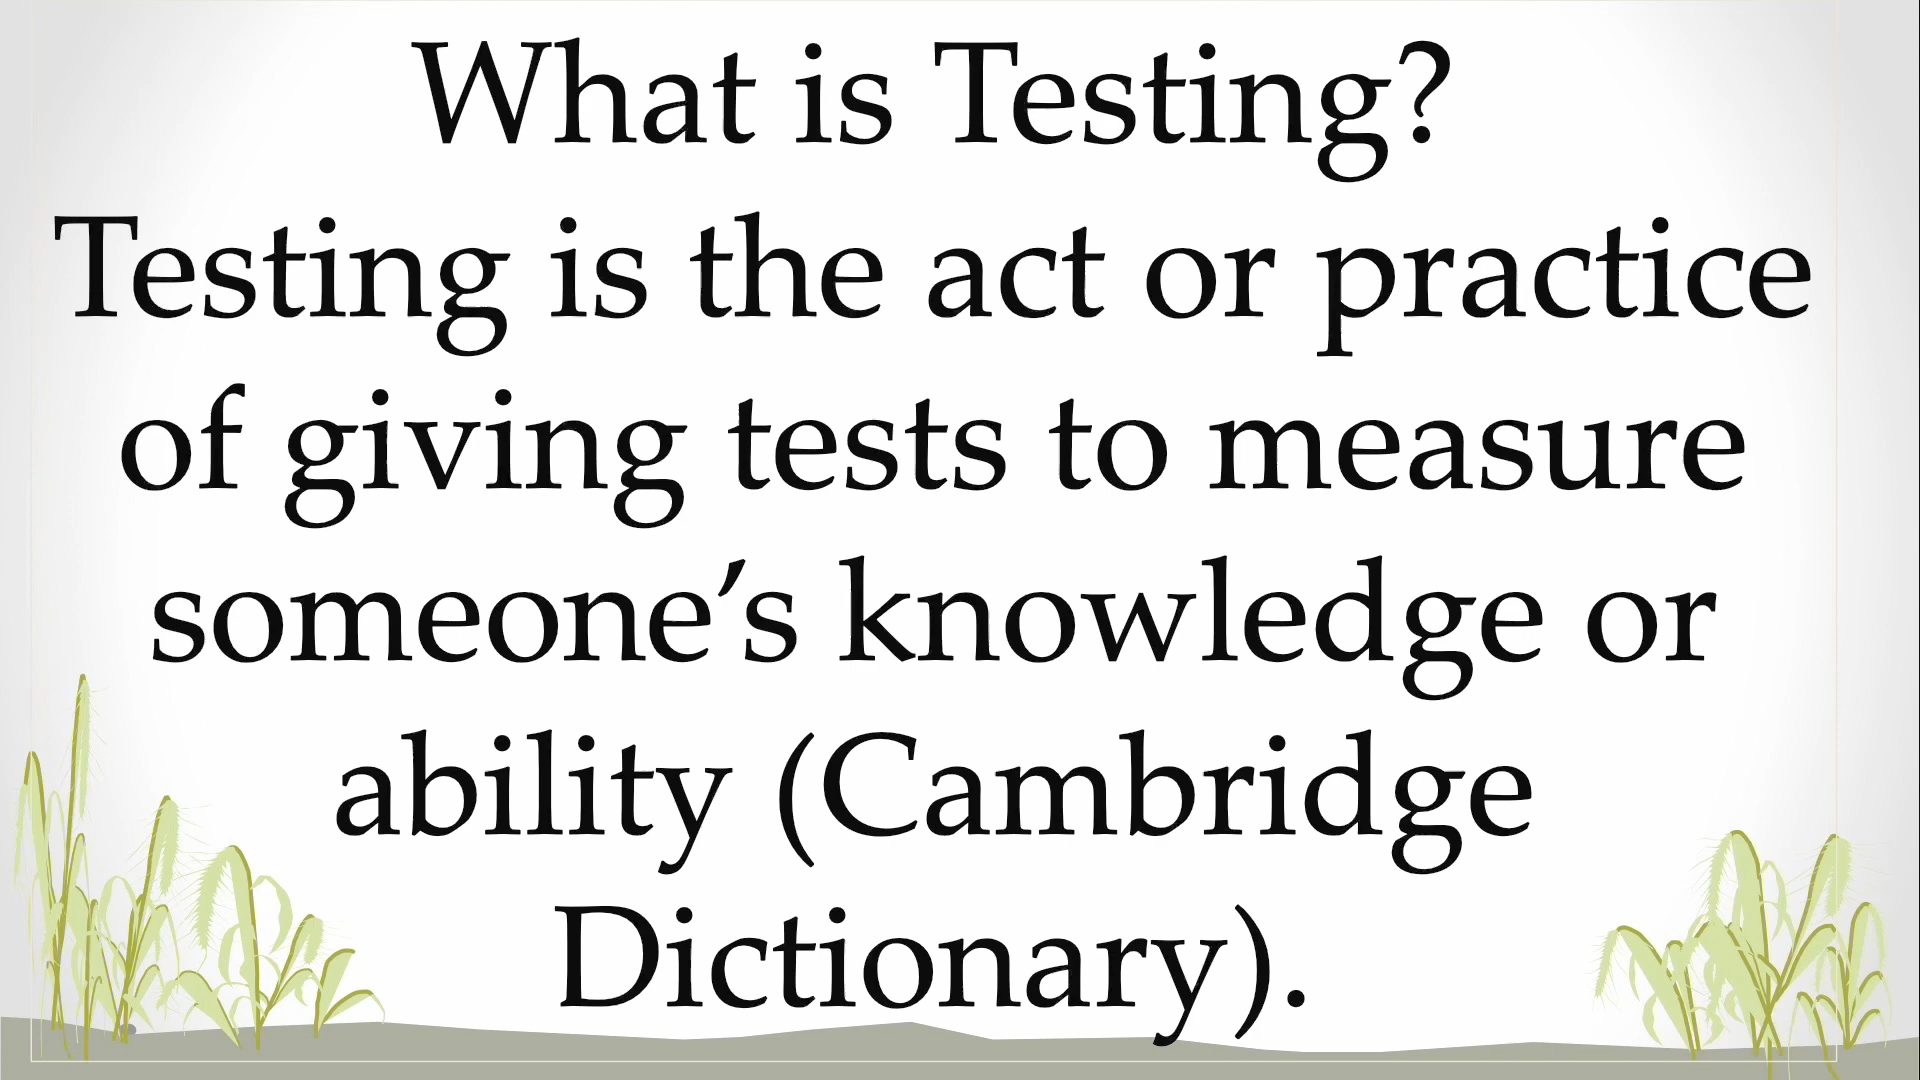 What is Testing?
Testing is the act or practice
of giving tests to measure
someone’s knowledge or
ability (Cambridge
Dictionary).